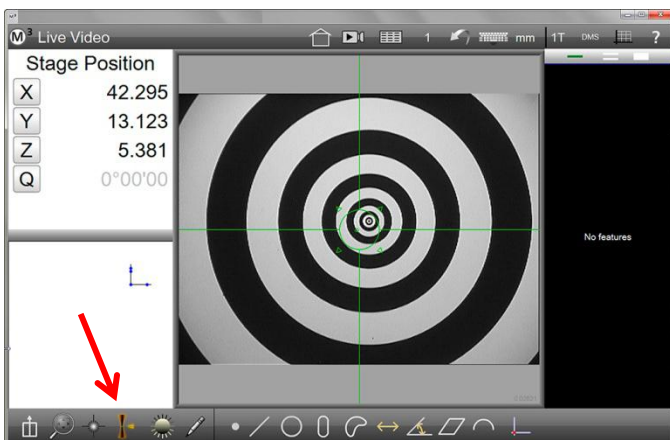 M3 Live Video
1 mm 1T DMS ?
Stage Position
X 42.295
Y 13.123
Z 5.381
Q 0°00'00
No features